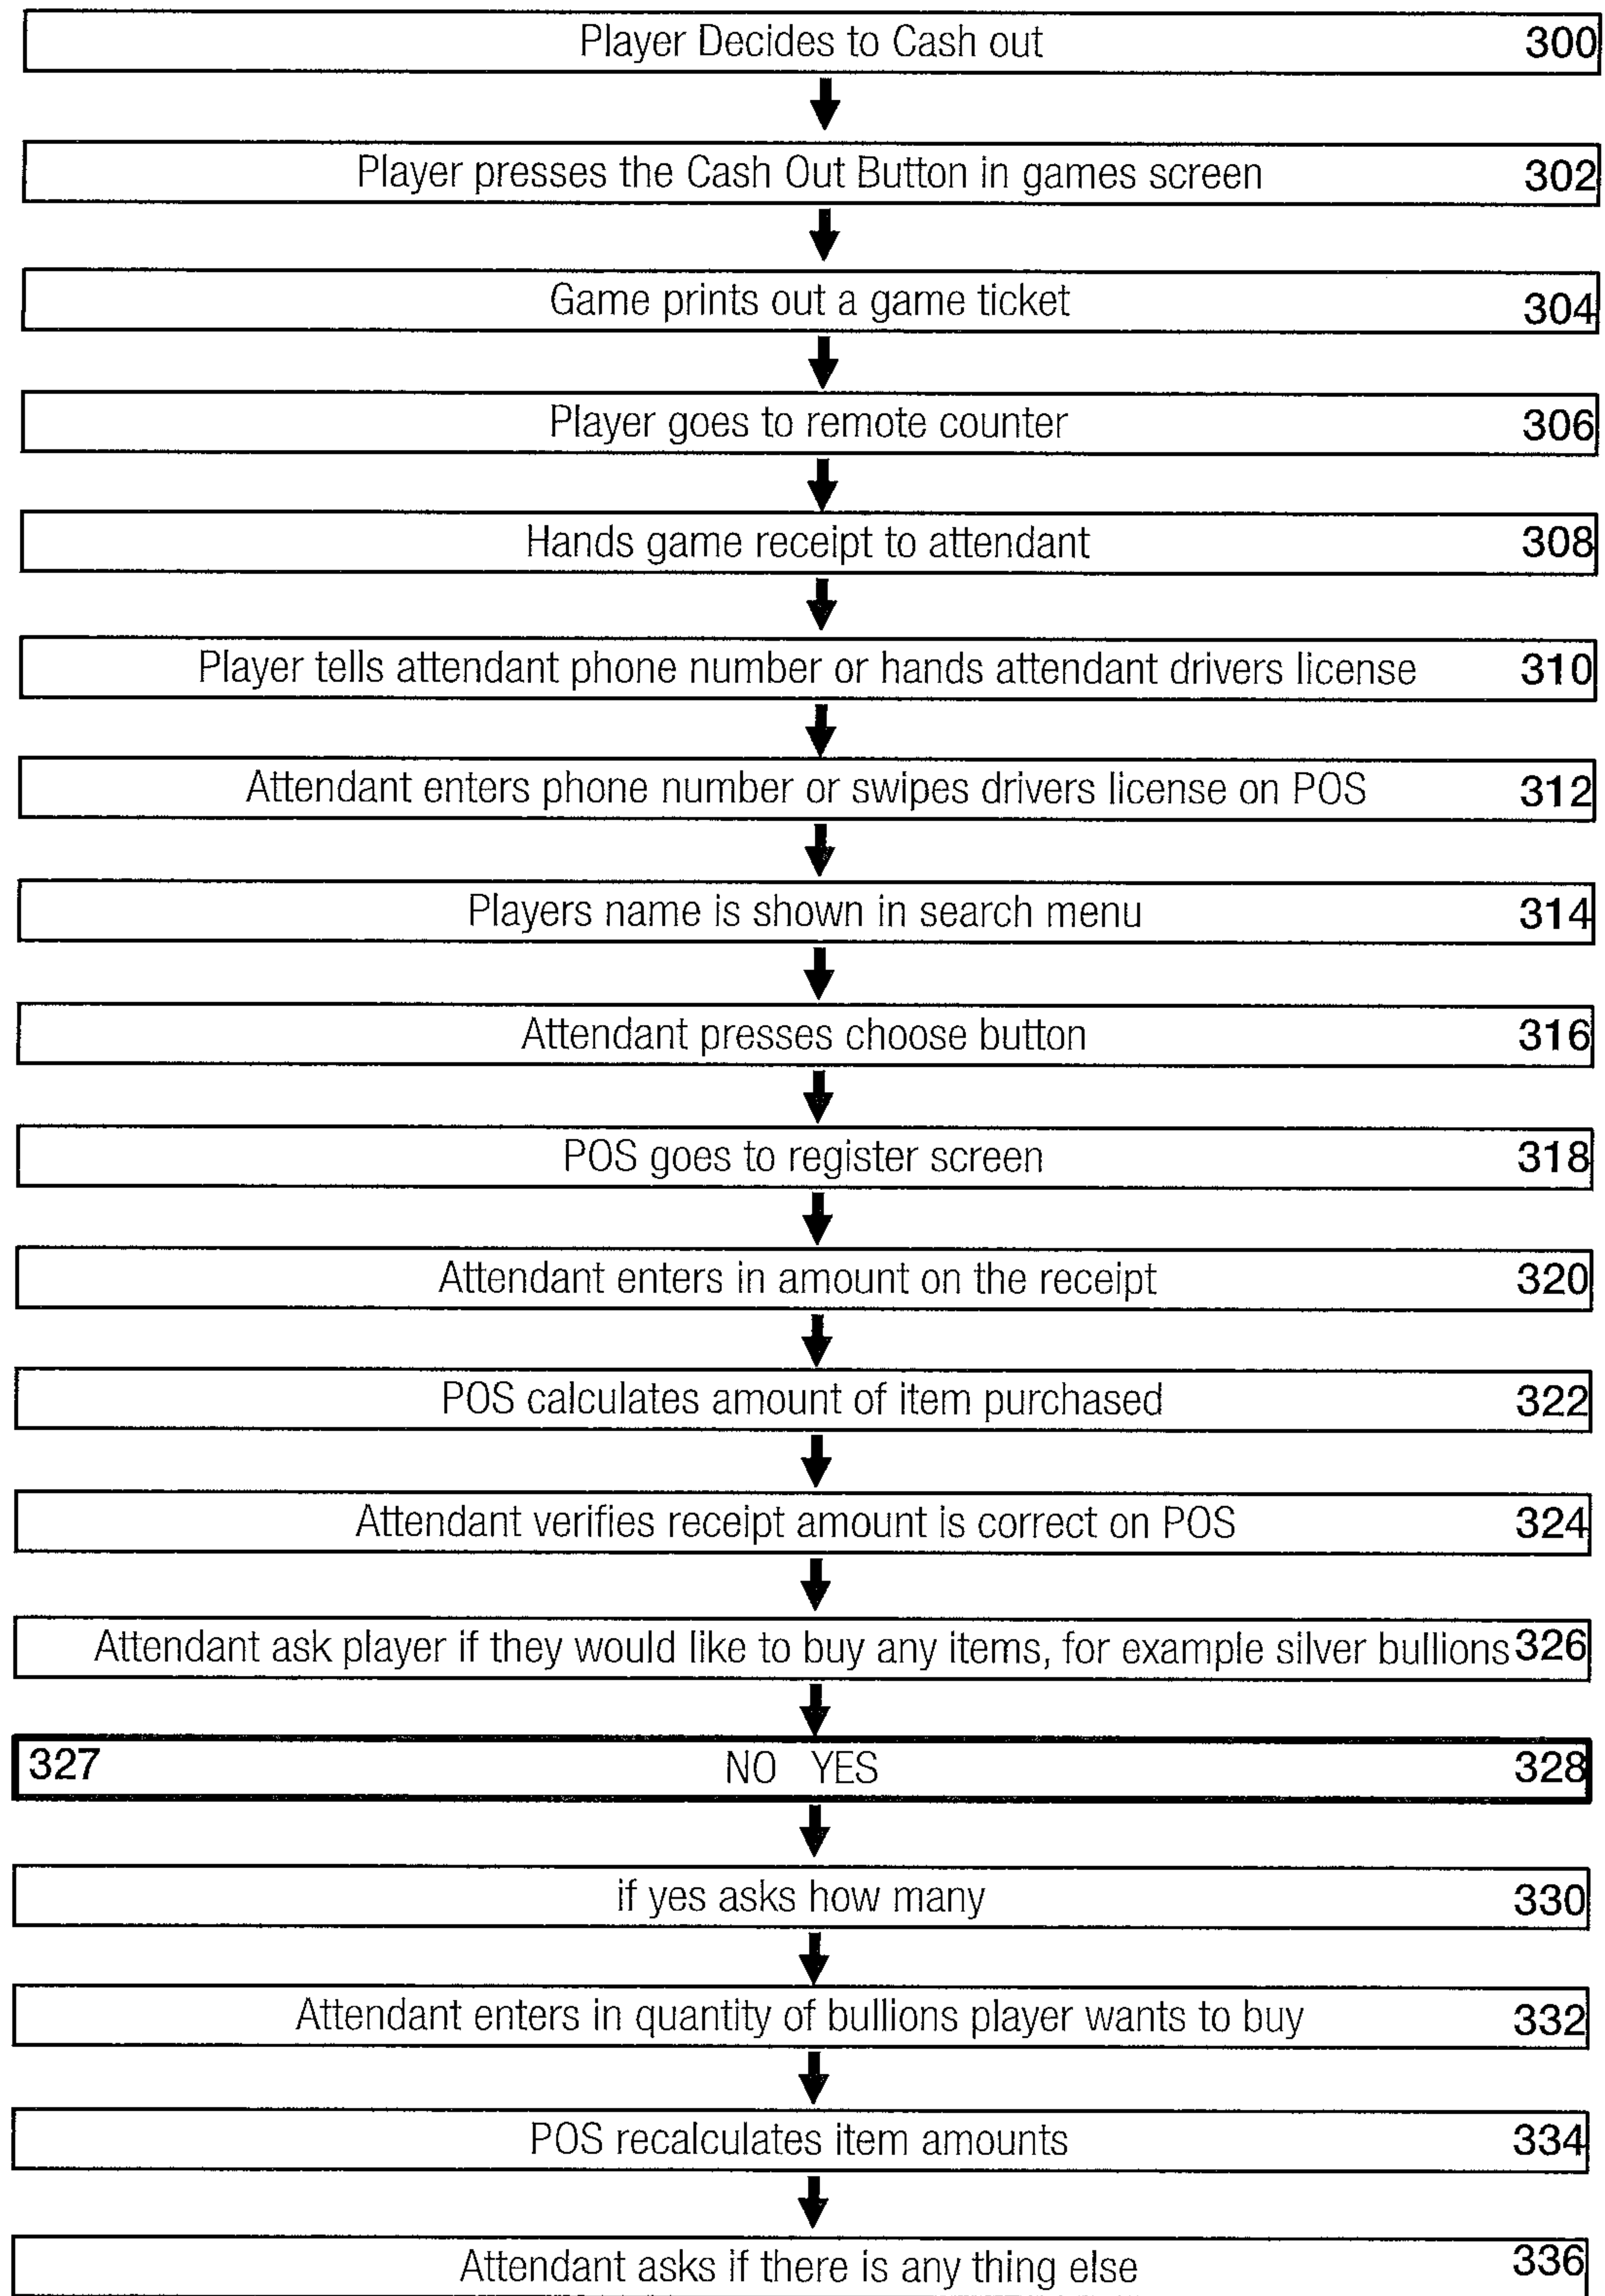 Player Decides to Cash out 300
Player presses the Cash Out Button in games screen 302
Game prints out a game ticket 304
Player goes to remote counter 306
Hands game receipt to attendant 308
Player tells attendant phone number or hands attendant drivers license 310
Attendant enters phone number or swipes drivers license on POS 312
Players name is shown in search menu 314
Attendant presses choose button 316
POS goes to register screen 318
Attendant enters in amount on the receipt 320
POS calculates amount of item purchased 322
Attendant verifies receipt amount is correct on POS 324
Attendant ask player if they would like to buy any items, for example silver bullions 326
327 NO YES 328
if yes asks how many 330
Attendant enters in quantity of bullions player wants to buy 332
POS recalculates item amounts 334
Attendant asks if there is any thing else 336